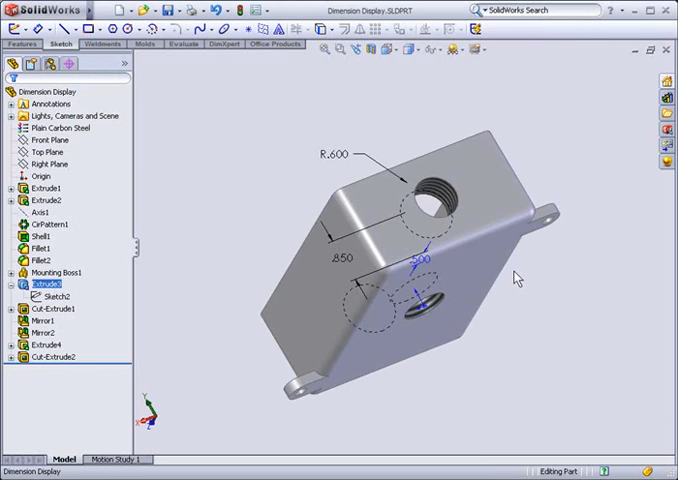 SolidWorks
Dimension Display.SLDPRT
SolidWorks Search
Features
Sketch
Weldments
Molds
Evaluate
DimXpert
Office Products
Dimension Display
Annotations
Lights, Cameras and Scene
Plain Carbon Steel
Front Plane
Top Plane
Right Plane
Origin
Extrude1
Extrude2
Axis1
CirPattern1
Shell1
Fillet1
Fillet2
Mounting Boss1
Extrude3
Sketch2
Cut-Extrude1
Mirror1
Mirror2
Extrude4
Cut-Extrude2
R.600
.850
.500
Y
X
Z
Model
Motion Study 1
Dimension Display
Editing Part